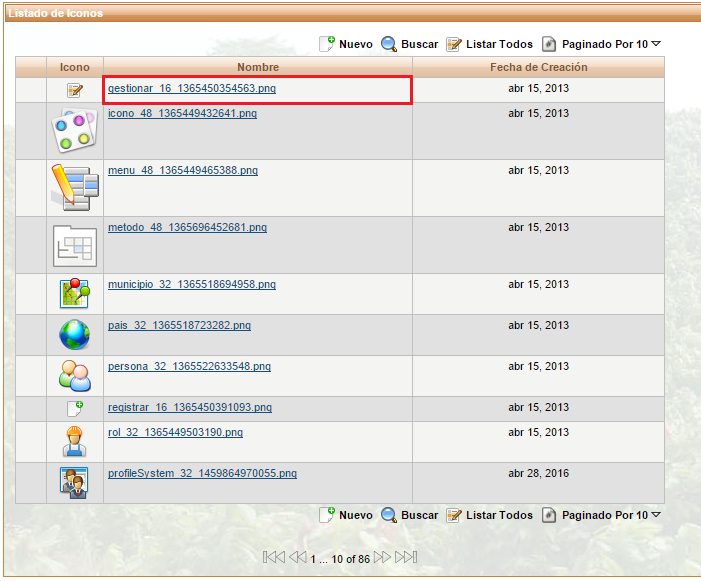 Listado de Iconos
Nuevo Buscar Listar Todos Paginado Por 10
Icono Nombre Fecha de Creación
gestionar_16_1365450354563.png abr 15, 2013
icono_48_1365449432641.png abr 15, 2013
menu_48_1365449465388.png abr 15, 2013
metodo_48_1365696452681.png abr 15, 2013
municipio_32_1365518694958.png abr 15, 2013
pais_32_1365518723282.png abr 15, 2013
persona_32_1365522633548.png abr 15, 2013
registrar_16_1365450391093.png abr 15, 2013
rol_32_1365449503190.png abr 15, 2013
profileSystem_32_1459864970055.png abr 28, 2016
Nuevo Buscar Listar Todos Paginado Por 10
1 ... 10 of 86